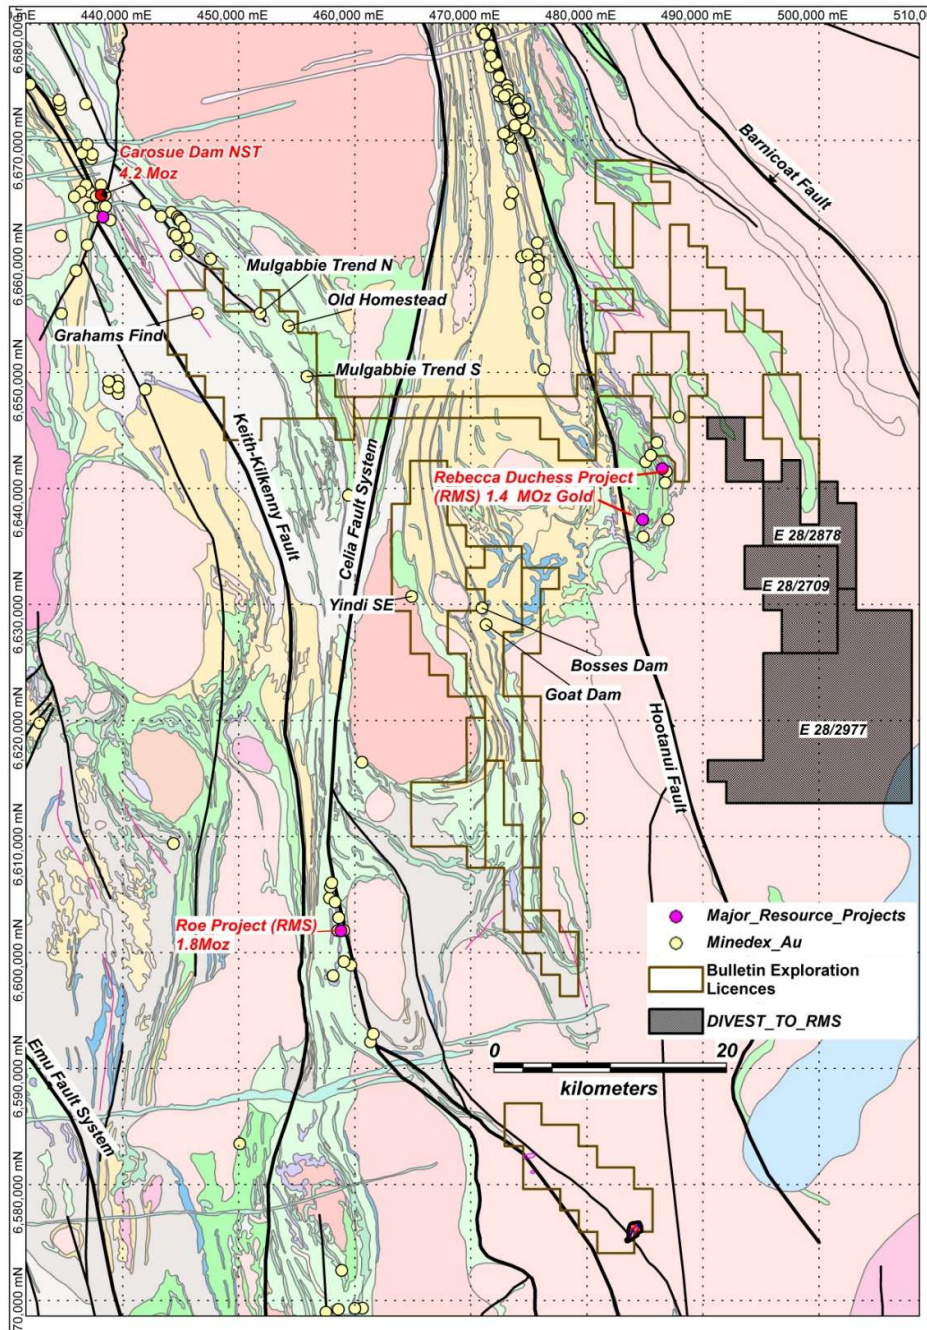 450,000 mE
460,000 mE
470,000 mE
480,000 mE
490,000 mE
500,000 mE
510,0
6,680,000 mN
6,670,000 mN
6,660,000 mN
6,650,000 mN
6,640,000 mN
6,630,000 mN
6,620,000 mN
6,610,000 mN
6,600,000 mN
6,590,000 mN
6,580,000 mN
70,000 mN
Barnicoat Fault
Carosue Dam NST
4.2 Moz
Mulgabbie Trend N
Old Homestead
Grahams Find
Mulgabbie Trend S
Keith-Kilkenny Fault
Celia Fault System
Rebecca Duchess Project
(RMS) 1.4 MOz Gold
E 28/2878
E 28/2709
Yindi SE
Bosses Dam
Goat Dam
Hootanui Fault
E 28/2977
Roe Project (RMS)
1.8Moz
Major_Resource_Projects
Minedex_Au
Bulletin Exploration
Licences
DIVEST_TO_RMS
0
20
kilometers
Emu Fault System